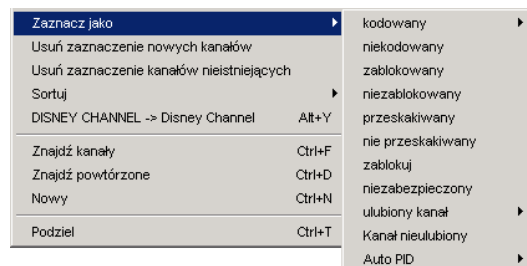 Zaznacz jako
Usuń zaznaczenie nowych kanałów
Usuń zaznaczenie kanałów nieistniejących
Sortuj
DISNEY CHANNEL -> Disney Channel Alt+Y
Znajdź kanały Ctrl+F
Znajdź powtórzone Ctrl+D
Nowy Ctrl+N
Podziel Ctrl+T
kodowany
niekodowany
zablokowany
niezablokowany
przeskakiwany
nie przeskakiwany
zablokuj
niezabezpieczony
ulubiony kanał
Kanał nieulubiony
Auto PID